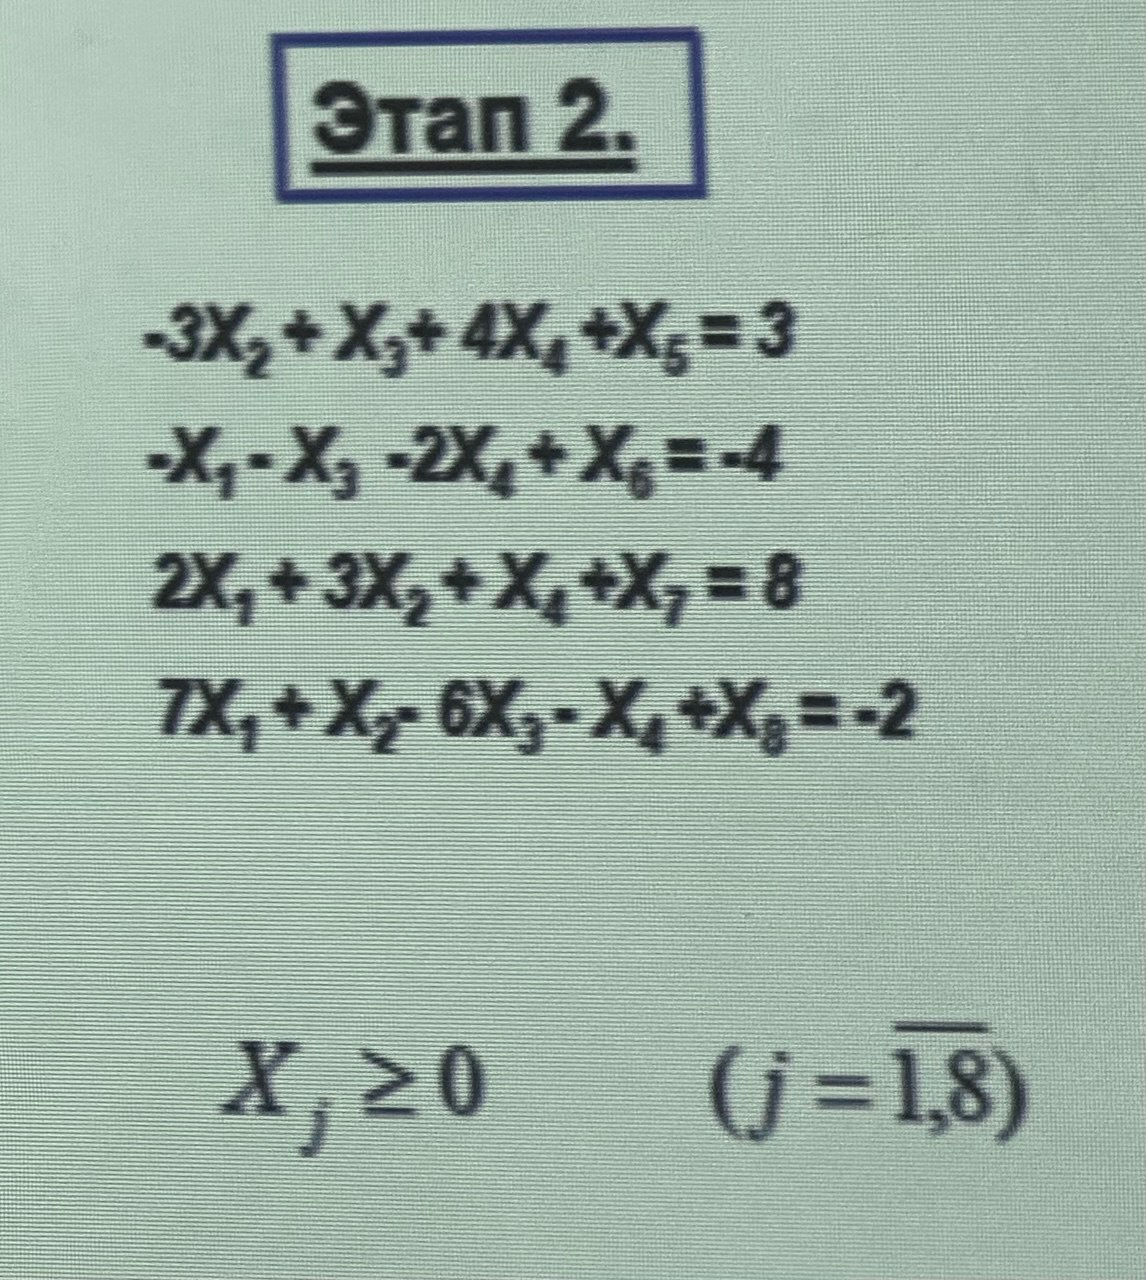 Этап 2.
-3X₂ + X₃+ 4X₄ +X₅ = 3
-X₁ - X₃ -2X₄ + X₆ = -4
2X₁ + 3X₂ + X₄ +X₇ = 8
7X₁ + X₂- 6X₃ - X₄ +X₈ = -2
Xⱼ ≥ 0 (j = 1,8)